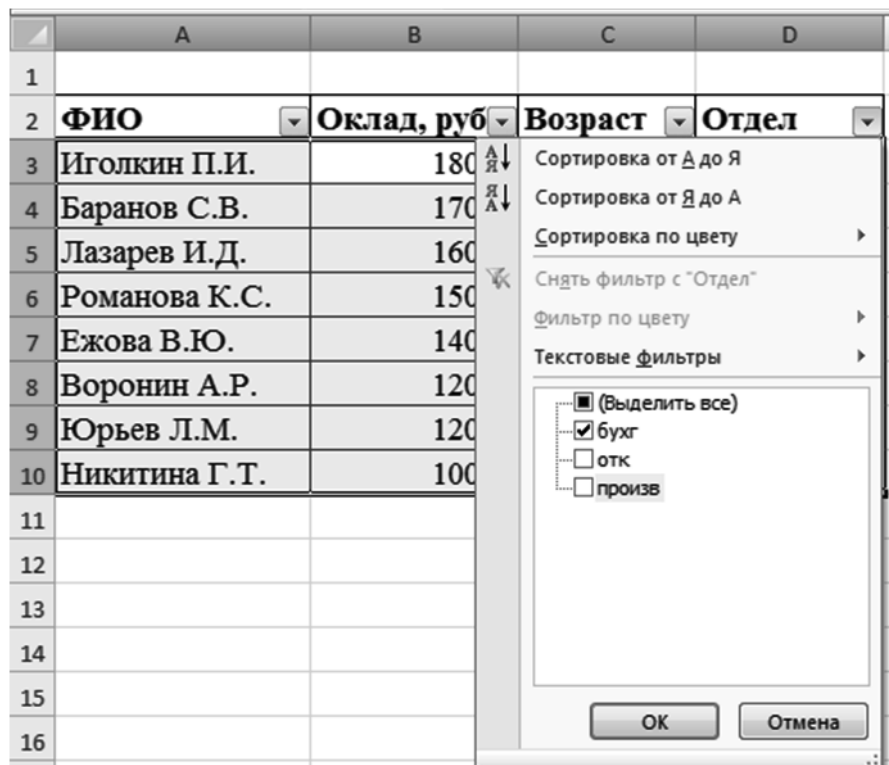 A B C D
1
2 ФИО Оклад, руб Возраст Отдел
3 Иголкин П.И. 180 Сортировка от А до Я
4 Баранов С.В. 170 Сортировка от Я до А
5 Лазарев И.Д. 160 Сортировка по цвету
6 Романова К.С. 150 Снять фильтр с "Отдел"
Фильтр по цвету
7 Ежова В.Ю. 140 Текстовые фильтры
8 Воронин А.Р. 120 (Выделить все)
9 Юрьев Л.М. 120 бухг
отк
10 Никитина Г.Т. 100 произв
11
12
13
14
15
16 ОК Отмена